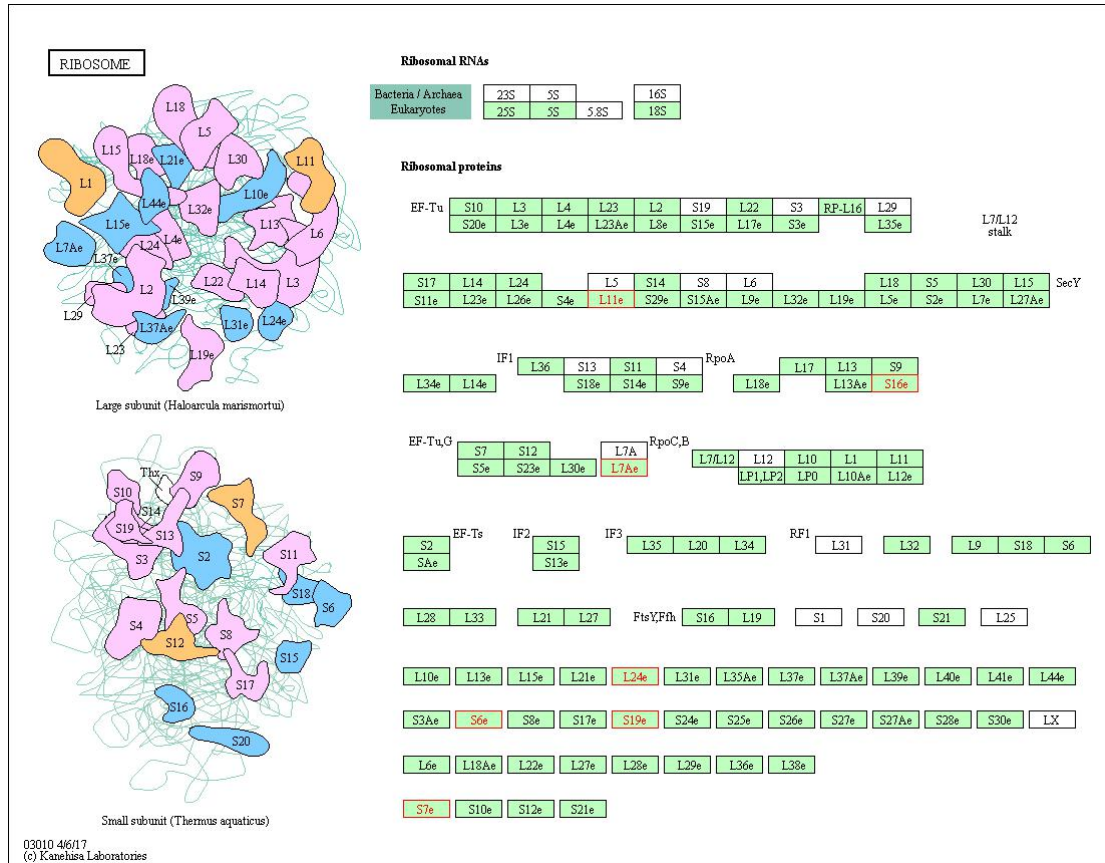 RIBOSOME
Ribosomal RNAs
Bacteria / Archaea 23S 5S 16S
Eukaryotes 25S 5S 5.8S 18S
Ribosomal proteins
EF-Tu S10 L3 L4 L23 L2 S19 L22 S3 RP-L16 L29
S20e L3e L4e L23Ae L8e S15e L17e S3e L35e
L7/L12
stalk
S17 L14 L24 L5 S14 S8 L6 L18 S5 L30 L15 SecY
S11e L23e L26e S4e L11e S29e S15Ae L9e L32e L19e L5e S2e L7e L27Ae
IF1 L36 S13 S11 S4 RpoA L17 L13 S9
L34e L14e S18e S14e S9e L18e L13Ae S16e
EF-Tu,G S7 S12 L7A RpoC,B L7/L12 L12 L10 L1 L11
S5e S23e L30e L7Ae LP1,LP2 LP0 L10Ae L12e
S2 EF-Ts IF2 S15 IF3 L35 L20 L34 RF1 L31 L32 L9 S18 S6
SAe S13e
L28 L33 L21 L27 FtsY,Ffh S16 L19 S1 S20 S21 L25
L10e L13e L15e L21e L24e L31e L35Ae L37e L37Ae L39e L40e L41e L44e
S3Ae S6e S8e S17e S19e S24e S25e S26e S27e S27Ae S28e S30e LX
L6e L18Ae L22e L27e L28e L29e L36e L38e
S7e S10e S12e S21e
L18
L5
L15
L18e
L21e
L30
L11
L1
L44e
L10e
L32e
L15e
L13
L6
L7Ae
L24
L4e
L37e
L2
L22
L14
L3
L39e
L29
L37Ae
L31e
L24e
L23
L19e
Large subunit (Haloarcula marismortui)
Thx
S9
S10
S14
S7
S19
S13
S3
S2
S11
S18
S6
S4
S5
S8
S12
S15
S17
S16
S20
Small subunit (Thermus aquaticus)
03010 4/6/17
(c) Kanehisa Laboratories